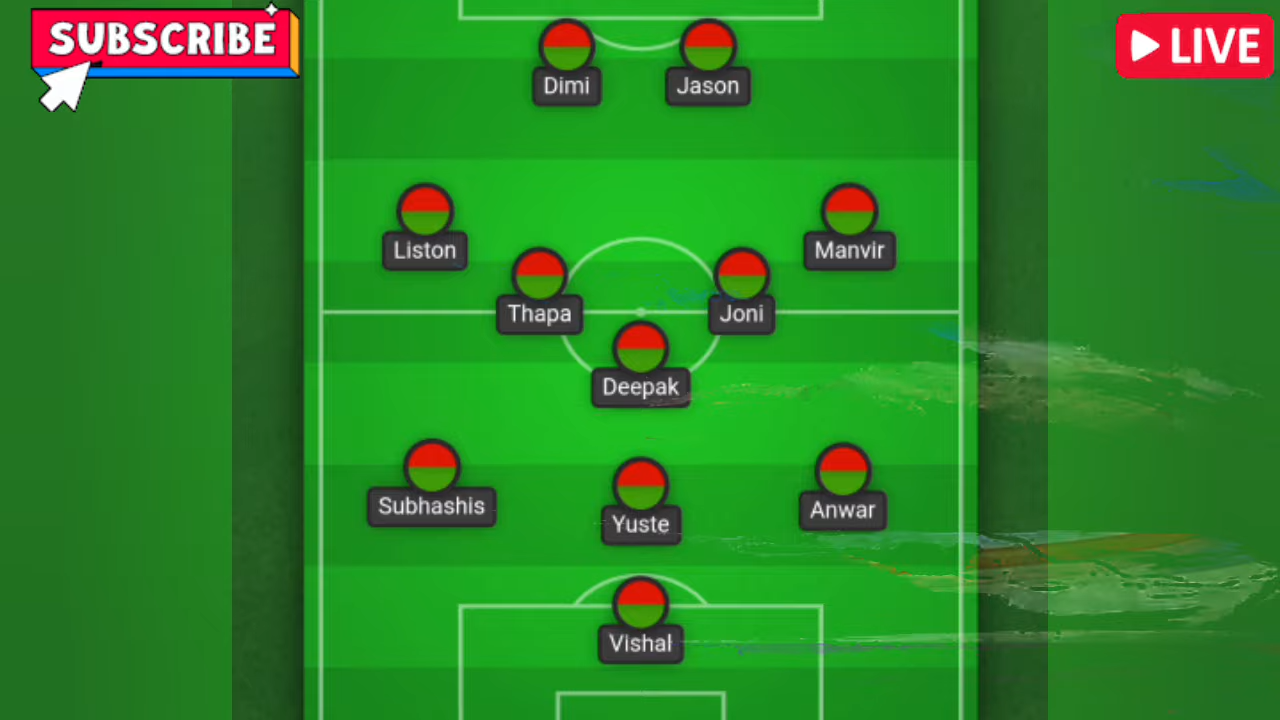 SUBSCRIBE
LIVE
Dimi
Jason
Liston
Manvir
Thapa
Joni
Deepak
Subhashis
Yuste
Anwar
Vishal